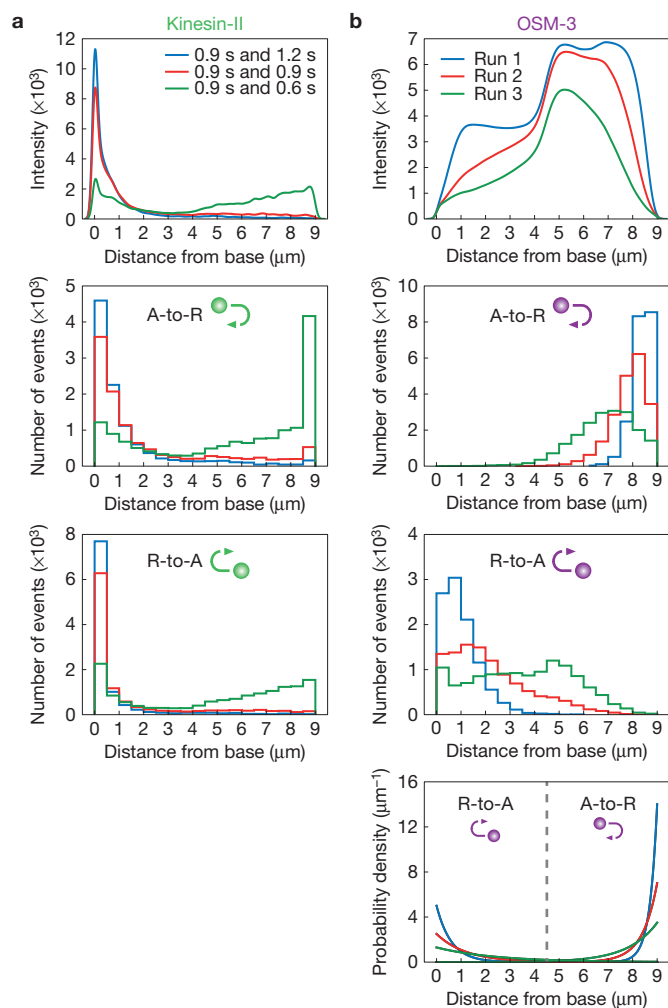 a
Kinesin-II
12
10
8
6
4
2
0
Intensity (×10³)
0.9 s and 1.2 s
0.9 s and 0.9 s
0.9 s and 0.6 s
0 1 2 3 4 5 6 7 8 9
Distance from base (μm)
5
4
3
2
1
0
Number of events (×10³)
A-to-R
0 1 2 3 4 5 6 7 8 9
Distance from base (μm)
8
6
4
2
0
Number of events (×10³)
R-to-A
0 1 2 3 4 5 6 7 8 9
Distance from base (μm)
b
OSM-3
7
6
5
4
3
2
1
0
Intensity (×10³)
Run 1
Run 2
Run 3
0 1 2 3 4 5 6 7 8 9
Distance from base (μm)
10
8
6
4
2
0
Number of events (×10³)
A-to-R
0 1 2 3 4 5 6 7 8 9
Distance from base (μm)
4
3
2
1
0
Number of events (×10³)
R-to-A
0 1 2 3 4 5 6 7 8 9
Distance from base (μm)
16
12
8
4
0
Probability density (μm⁻¹)
R-to-A
A-to-R
0 1 2 3 4 5 6 7 8 9
Distance from base (μm)